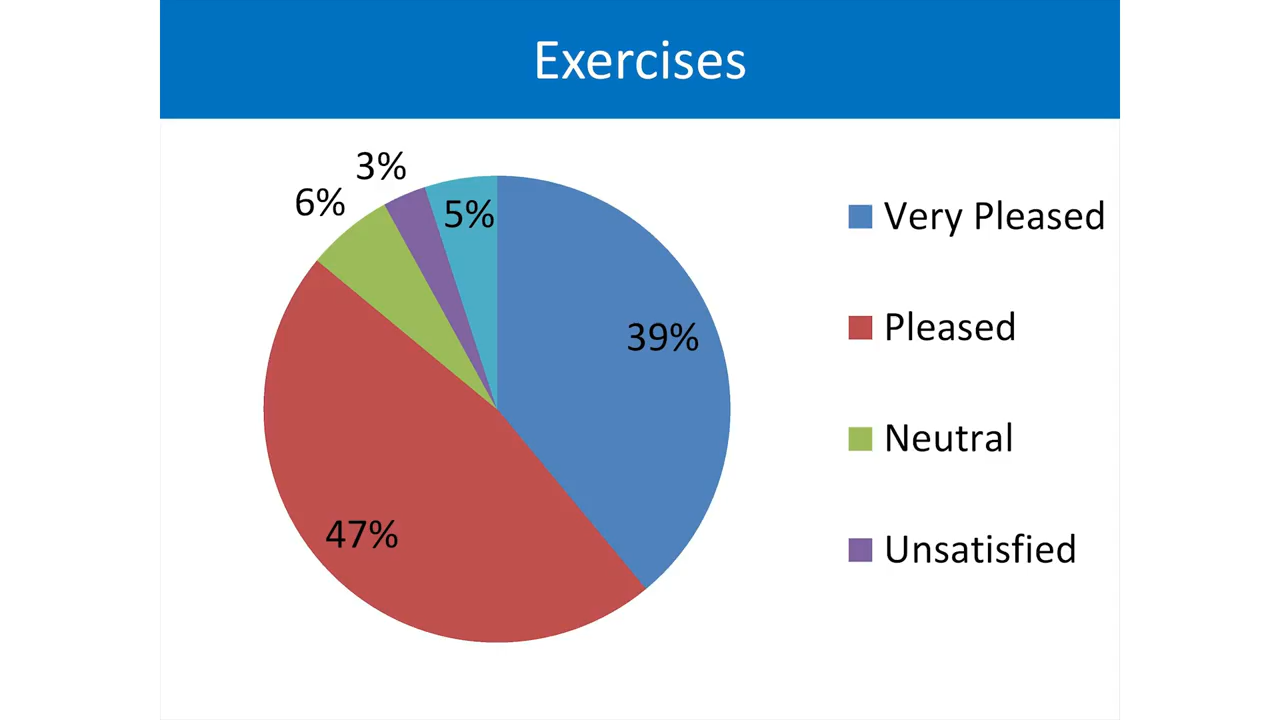 Exercises
3%
6%
5%
39%
47%
Very Pleased
Pleased
Neutral
Unsatisfied